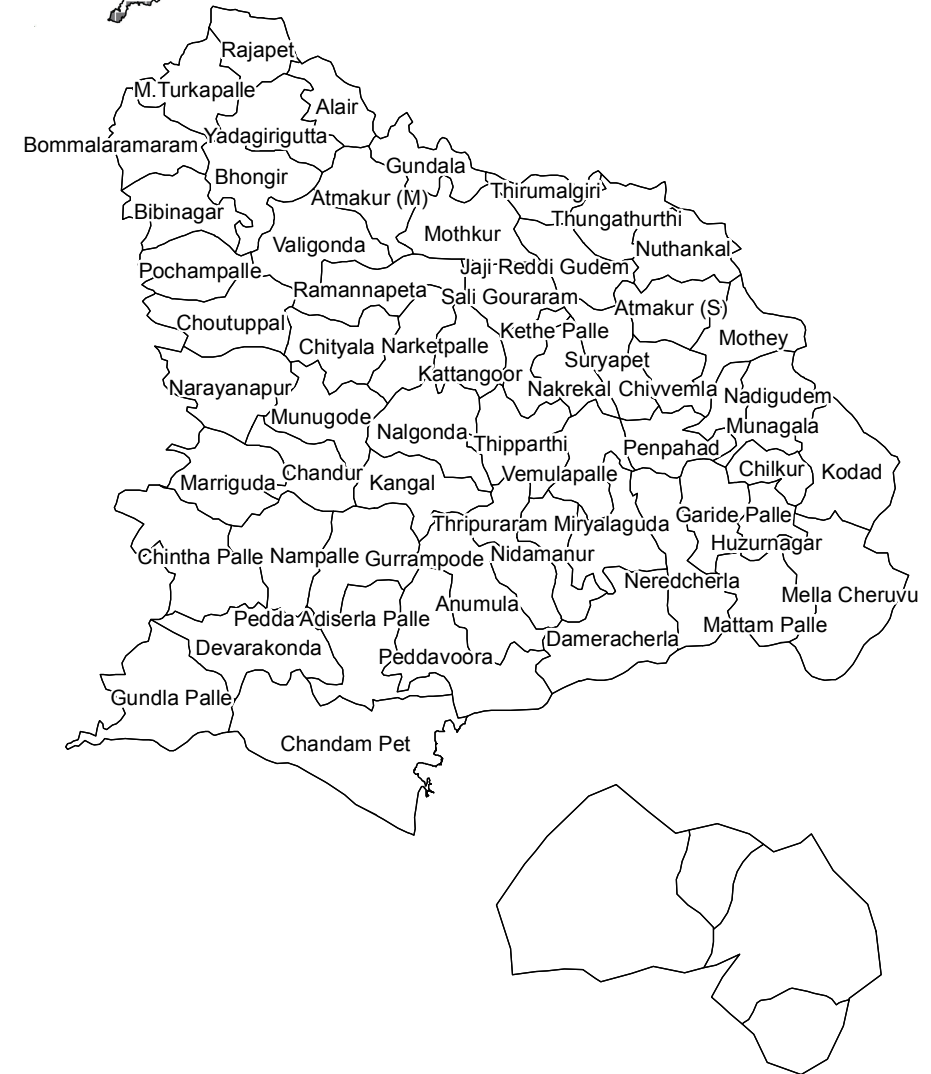 Rajapet
M.Turkapalle
Alair
Yadagirigutta
Bommalaramaram
Gundala
Bhongir
Thirumalgiri
Atmakur (M)
Bibinagar
Thungathurthi
Mothkur
Valigonda
Nuthankal
Jaji Reddi Gudem
Pochampalle
Ramannapeta
Sali Gouraram
Atmakur (S)
Choutuppal
Kethe Palle
Mothey
Chityala
Narketpalle
Suryapet
Kattangoor
Narayanapur
Nakrekal
Chivvemla
Nadigudem
Munugode
Munagala
Nalgonda
Thipparthi
Penpahad
Chilkur
Kodad
Chandur
Vemulapalle
Marriguda
Kangal
Garide Palle
Thripuraram
Miryalaguda
Huzurnagar
Chintha Palle
Nampalle
Gurrampode
Nidamanur
Neredcherla
Mella Cheruvu
Anumula
Pedda Adiserla Palle
Mattam Palle
Dameracherla
Devarakonda
Peddavoora
Gundla Palle
Chandam Pet